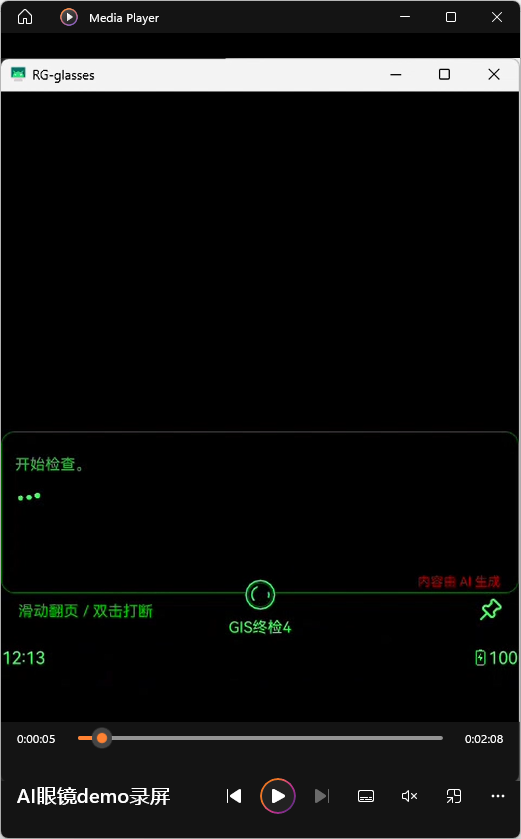 Media Player
RG-glasses
开始检查。
内容由 AI 生成
滑动翻页 / 双击打断
GIS终检4
12:13
100
0:00:05
0:02:08
AI眼镜demo录屏